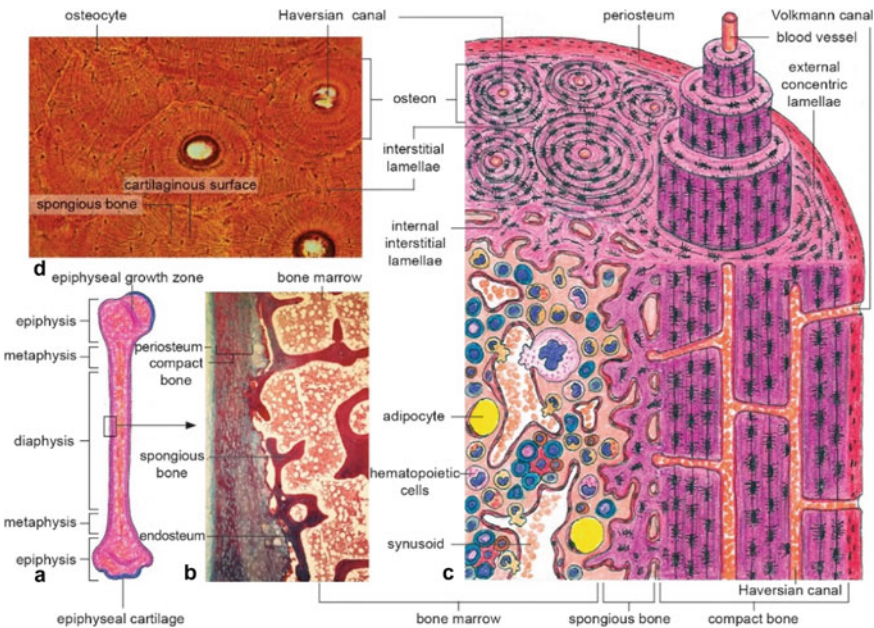 osteocyte
Haversian canal
periosteum
Volkmann canal
blood vessel
external
concentric
lamellae
osteon
interstitial
lamellae
cartilaginous surface
spongious bone
internal
interstitial
lamellae
d
epiphyseal growth zone
bone marrow
epiphysis
metaphysis
periosteum
compact
bone
diaphysis
adipocyte
spongious
bone
hematopoietic
cells
metaphysis
endosteum
synusoid
epiphysis
a
b
c
Haversian canal
epiphyseal cartilage
bone marrow
spongious bone
compact bone